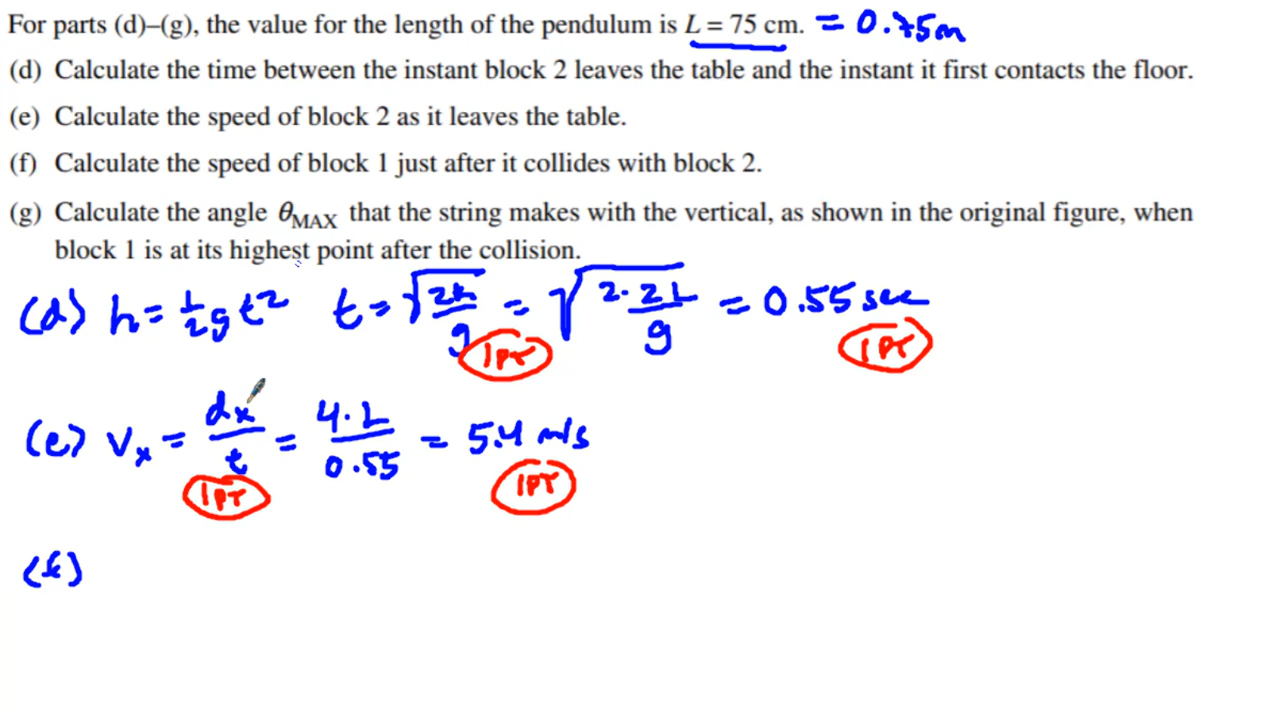 For parts (d)–(g), the value for the length of the pendulum is L = 75 cm. = 0.75m
(d) Calculate the time between the instant block 2 leaves the table and the instant it first contacts the floor.
(e) Calculate the speed of block 2 as it leaves the table.
(f) Calculate the speed of block 1 just after it collides with block 2.
(g) Calculate the angle θMAX that the string makes with the vertical, as shown in the original figure, when
block 1 is at its highest point after the collision.
(d) h = 1/2 g t² t = √(2h/g) = √(2·2L/g) = 0.55 sec
1PT 1PT
(e) Vx = dx/t = 4·L/0.55 = 5.4 m/s
1PT 1PT
(f)